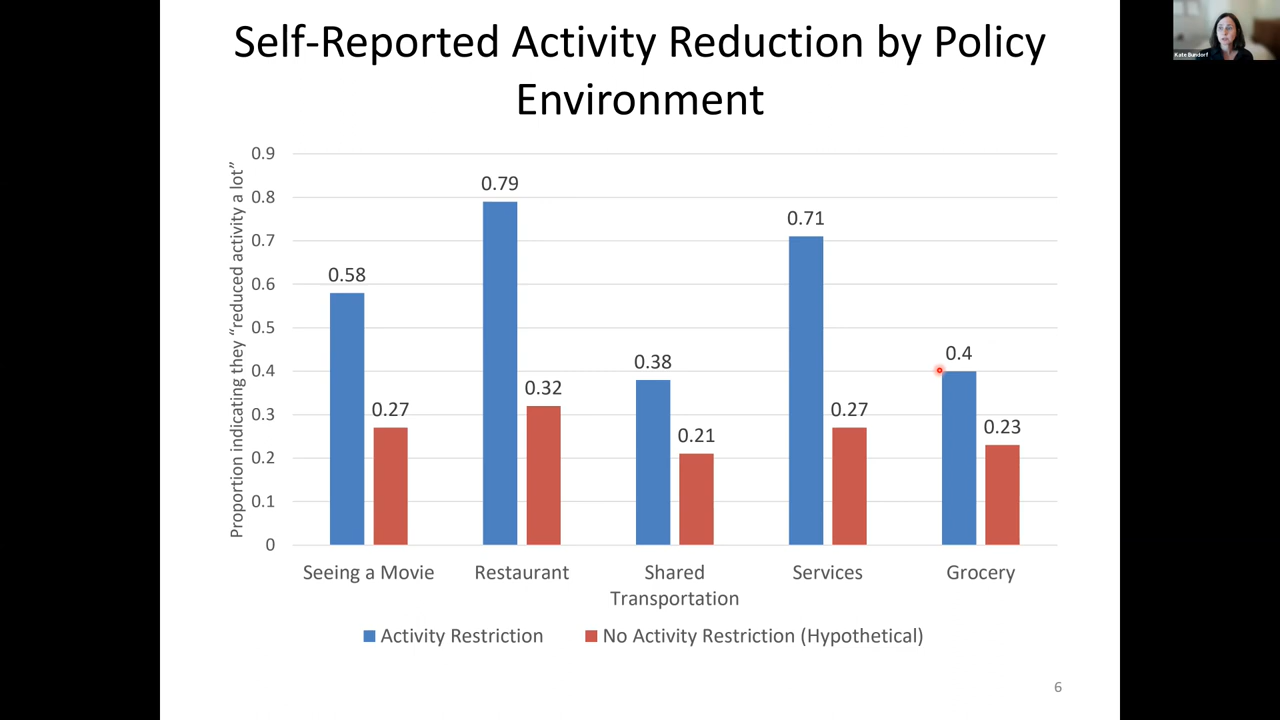 Self-Reported Activity Reduction by Policy
Environment
Kate Bundorf
Proportion indicating they “reduced activity a lot”
0.9
0.8
0.7
0.6
0.5
0.4
0.3
0.2
0.1
0
0.58
0.27
0.79
0.32
0.38
0.21
0.71
0.27
0.4
0.23
Seeing a Movie
Restaurant
Shared
Transportation
Services
Grocery
Activity Restriction
No Activity Restriction (Hypothetical)
6